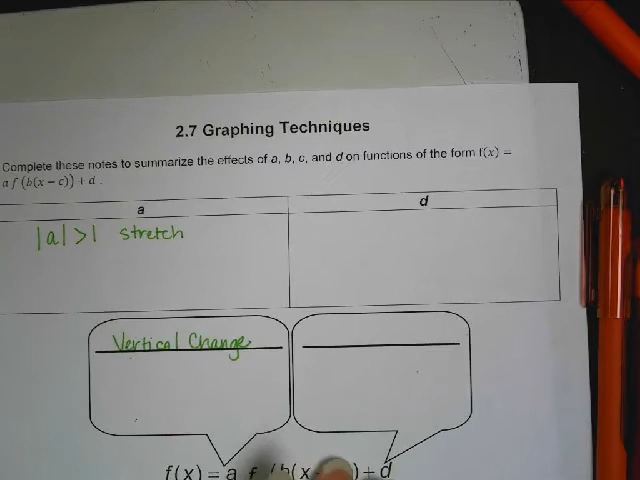 2.7 Graphing Techniques
Complete these notes to summarize the effects of a, b, c, and d on functions of the form f(x) =
a f (b(x − c)) + d .
a
d
|a| > 1 stretch
Vertical Change
f(x) = a f (b(x ) + d